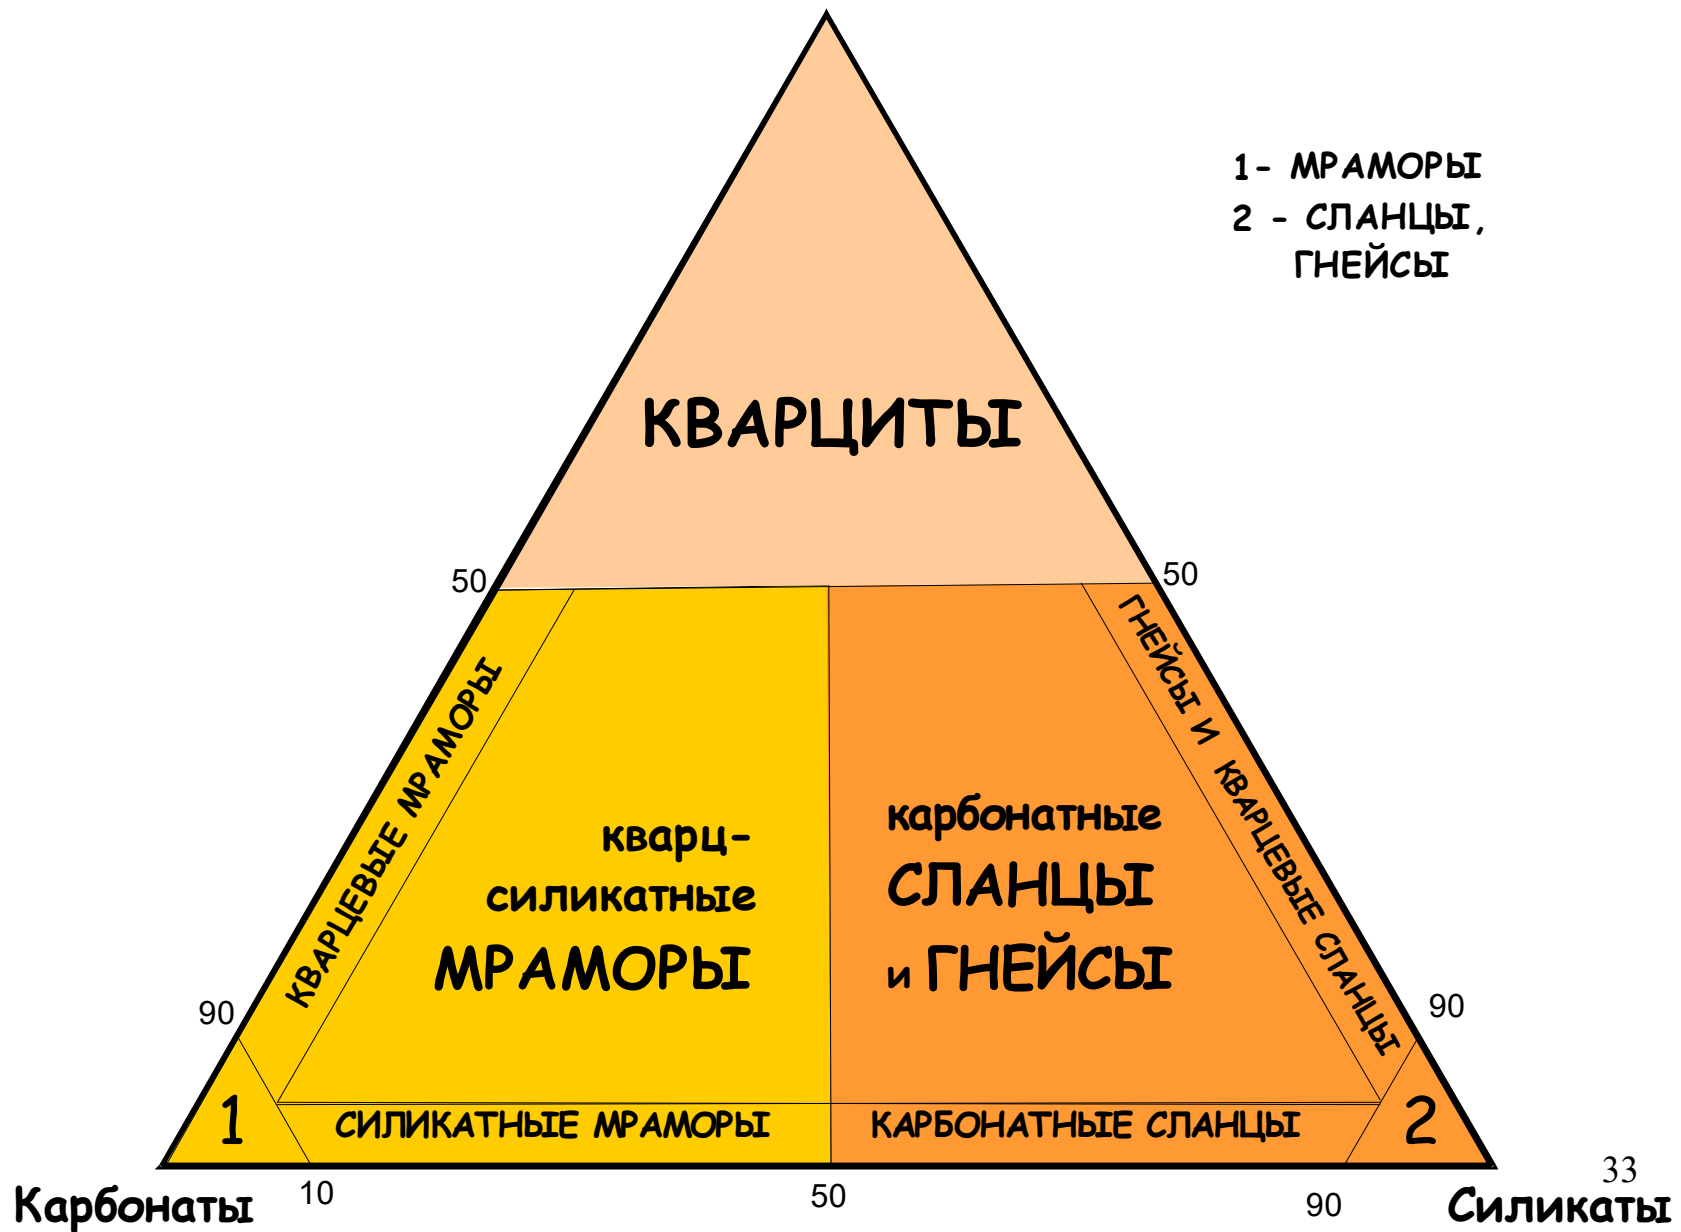 1- МРАМОРЫ
2 - СЛАНЦЫ,
ГНЕЙСЫ
КВАРЦИТЫ
50
50
КВАРЦЕВЫЕ МРАМОРЫ
ГНЕЙСЫ И КВАРЦЕВЫЕ СЛАНЦЫ
кварц-
силикатные
МРАМОРЫ
карбонатные
СЛАНЦЫ
и ГНЕЙСЫ
90
90
1
СИЛИКАТНЫЕ МРАМОРЫ
КАРБОНАТНЫЕ СЛАНЦЫ
2
33
Карбонаты
10
50
90
Силикаты